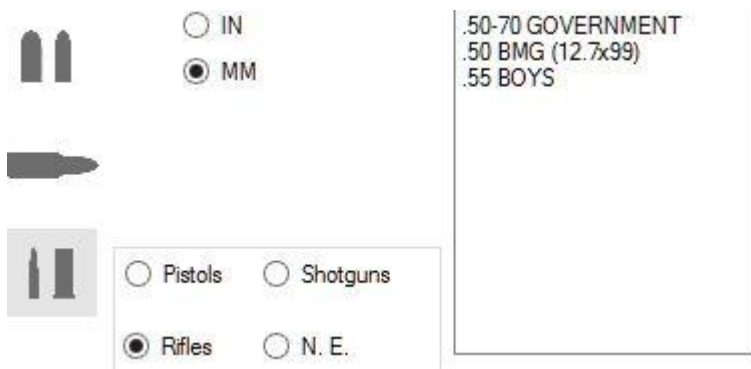 IN
MM
.50-70 GOVERNMENT
.50 BMG (12.7x99)
.55 BOYS
Pistols
Shotguns
Rifles
N. E.